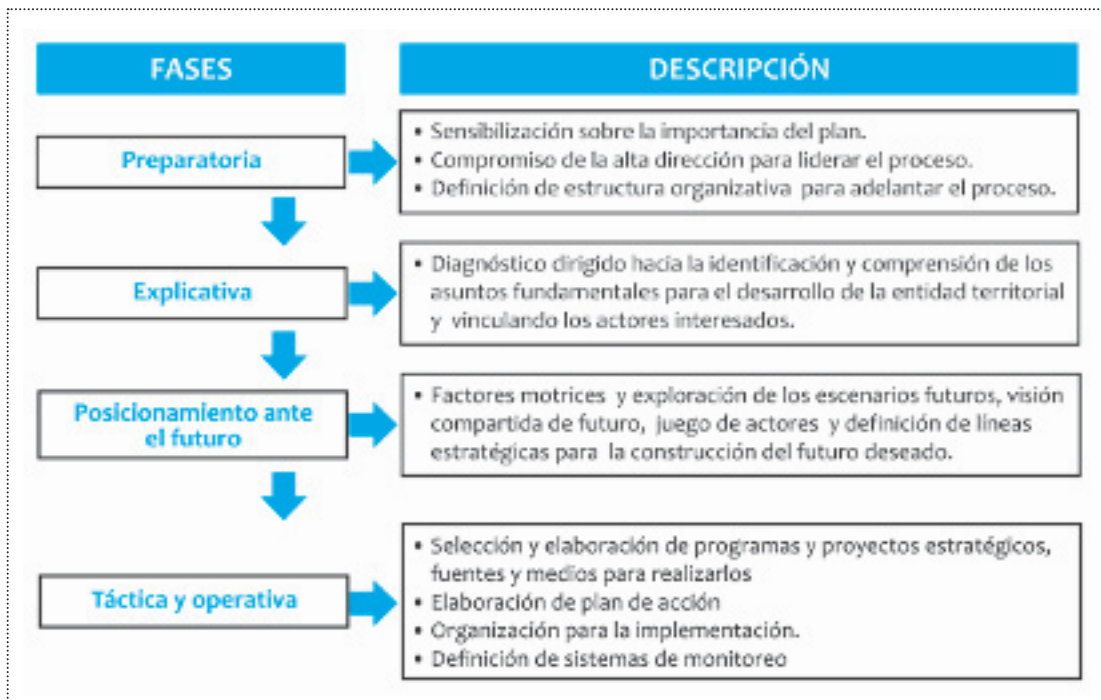 FASES
DESCRIPCIÓN
Preparatoria
• Sensibilización sobre la importancia del plan.
• Compromiso de la alta dirección para liderar el proceso.
• Definición de estructura organizativa para adelantar el proceso.
Explicativa
• Diagnóstico dirigido hacia la identificación y comprensión de los
asuntos fundamentales para el desarrollo de la entidad territorial
y vinculando los actores interesados.
Posicionamiento ante
el futuro
• Factores motrices y exploración de los escenarios futuros, visión
compartida de futuro, juego de actores y definición de líneas
estratégicas para la construcción del futuro deseado.
Táctica y operativa
• Selección y elaboración de programas y proyectos estratégicos,
fuentes y medios para realizarlos
• Elaboración de plan de acción
• Organización para la implementación.
• Definición de sistemas de monitoreo